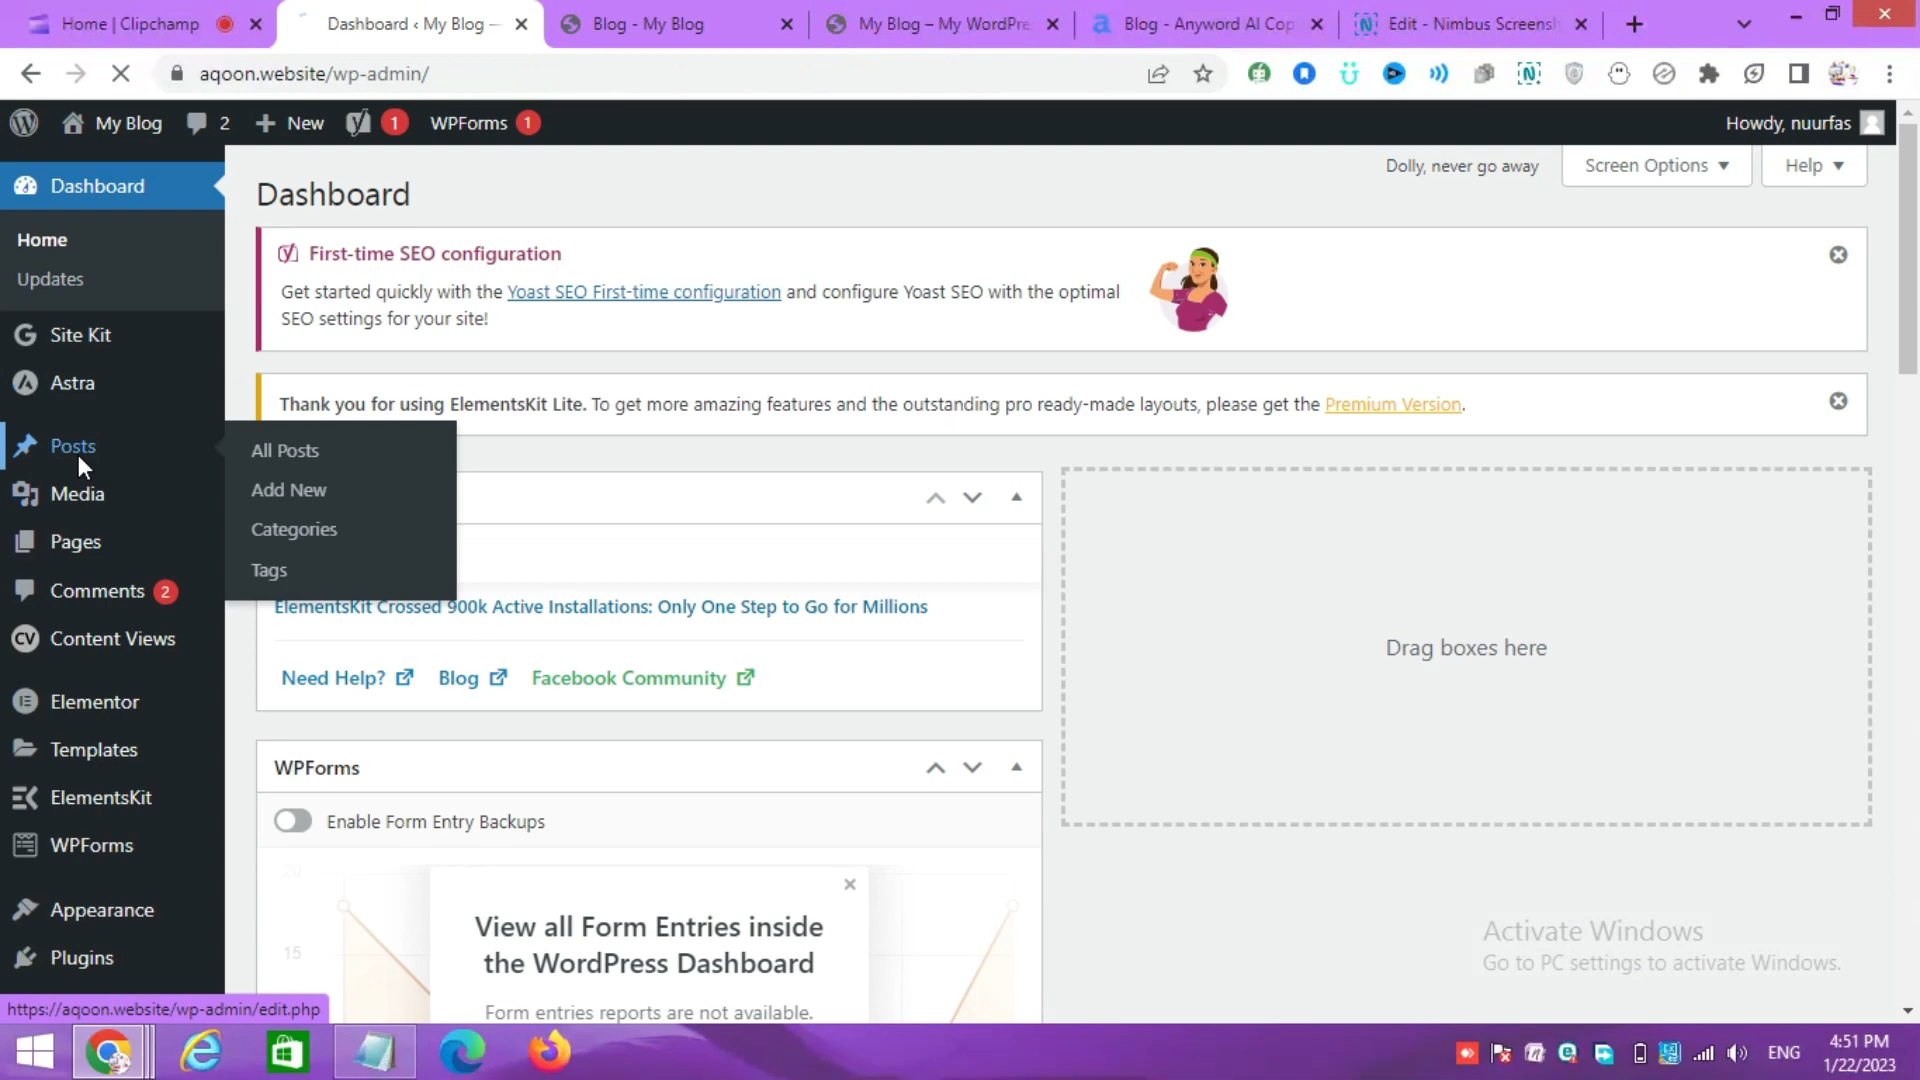 Home | Clipchamp
Dashboard ‹ My Blog —
Blog - My Blog
My Blog – My WordPre
Blog - Anyword AI Cop
Edit - Nimbus Screensh
aqoon.website/wp-admin/
My Blog
2
New
1
WPForms
1
Howdy, nuurfas
Dashboard
Home
Updates
Site Kit
Astra
Posts
Media
Pages
Comments
2
Content Views
Elementor
Templates
ElementsKit
WPForms
Appearance
Plugins
All Posts
Add New
Categories
Tags
Dolly, never go away
Screen Options
Help
Dashboard
First-time SEO configuration
Get started quickly with the Yoast SEO First-time configuration and configure Yoast SEO with the optimal
SEO settings for your site!
Thank you for using ElementsKit Lite. To get more amazing features and the outstanding pro ready-made layouts, please get the Premium Version.
ElementsKit Crossed 900k Active Installations: Only One Step to Go for Millions
Need Help?
Blog
Facebook Community
Drag boxes here
WPForms
Enable Form Entry Backups
20
15
View all Form Entries inside
the WordPress Dashboard
Form entries reports are not available.
Activate Windows
Go to PC settings to activate Windows.
https://aqoon.website/wp-admin/edit.php
ENG
4:51 PM
1/22/2023